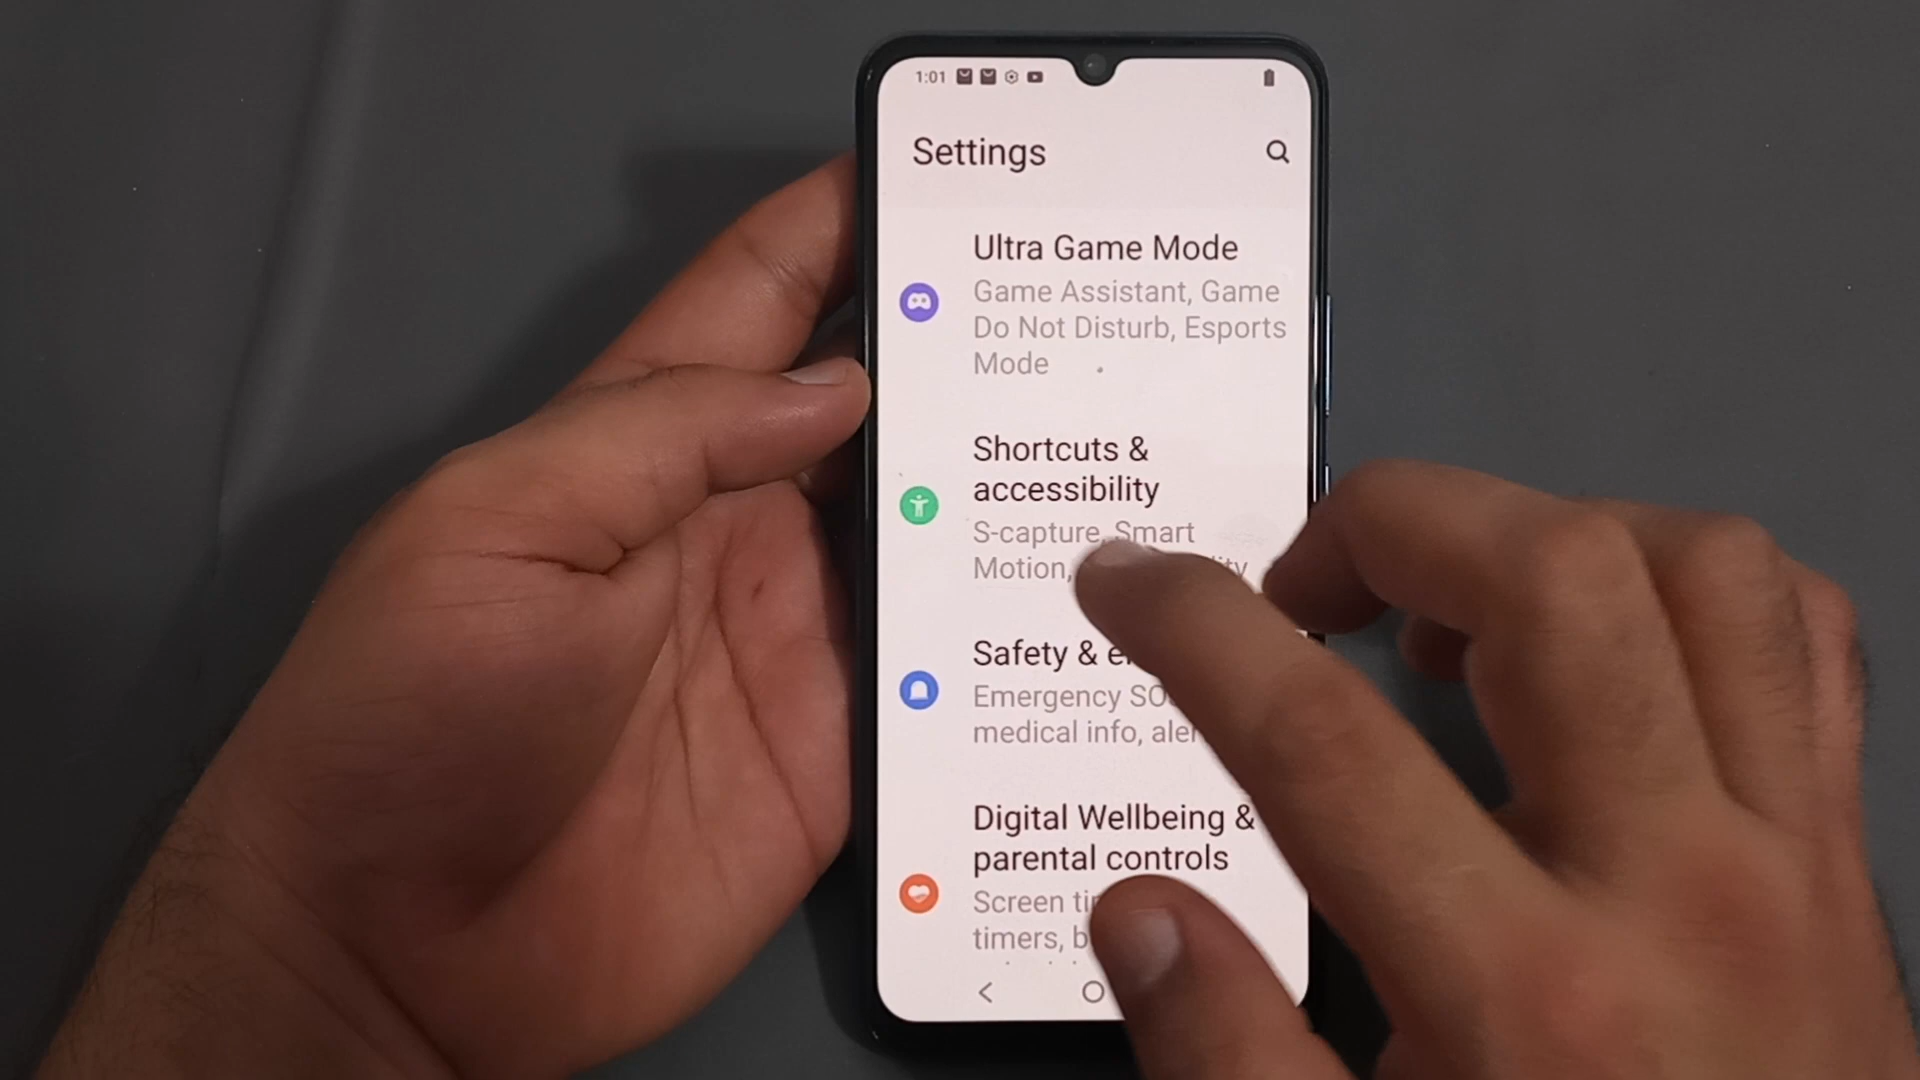 1:01
Settings
Ultra Game Mode
Game Assistant, Game
Do Not Disturb, Esports
Mode
Shortcuts &
accessibility
S-capture, Smart
Motion,
Safety &
Emergency
medical info,
Digital Wellbeing &
parental controls
Screen
timers,